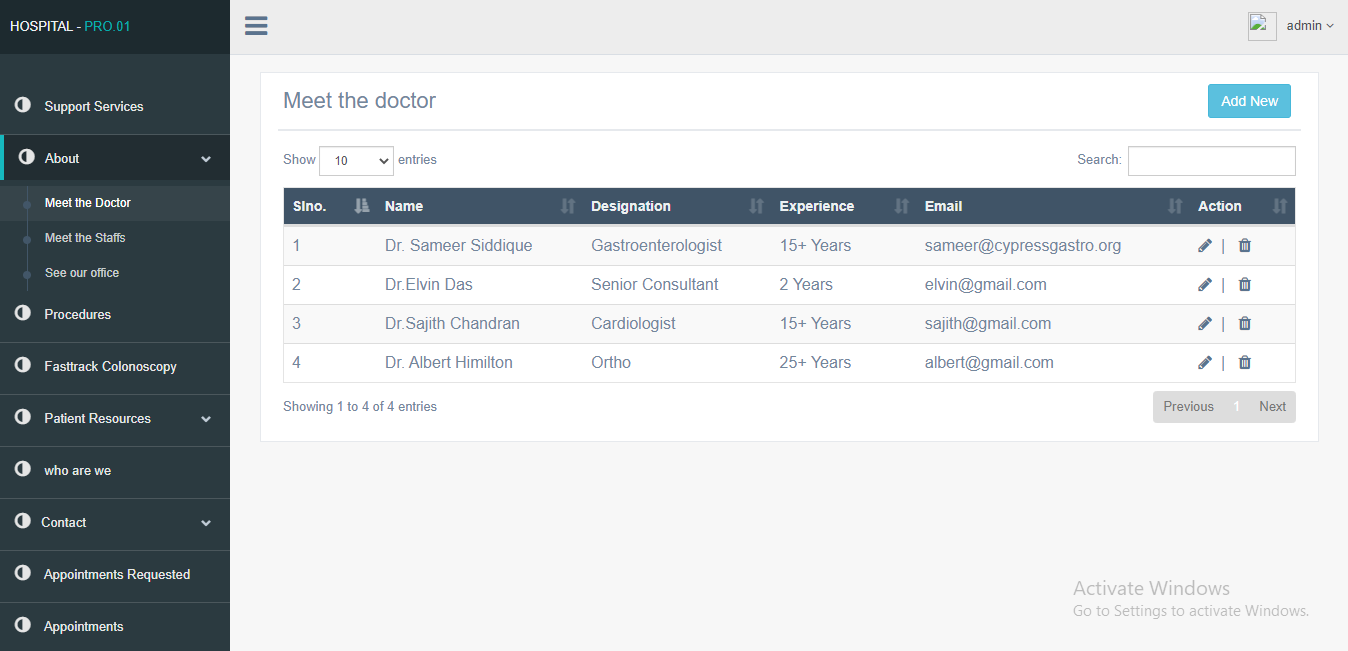 HOSPITAL - PRO.01
admin
Support Services
About
Meet the Doctor
Meet the Staffs
See our office
Procedures
Fasttrack Colonoscopy
Patient Resources
who are we
Contact
Appointments Requested
Appointments
Meet the doctor
Add New
Show 10 entries
Search:
Slno. Name Designation Experience Email Action
1 Dr. Sameer Siddique Gastroenterologist 15+ Years sameer@cypressgastro.org |
2 Dr.Elvin Das Senior Consultant 2 Years elvin@gmail.com |
3 Dr.Sajith Chandran Cardiologist 15+ Years sajith@gmail.com |
4 Dr. Albert Himilton Ortho 25+ Years albert@gmail.com |
Showing 1 to 4 of 4 entries
Previous 1 Next
Activate Windows
Go to Settings to activate Windows.